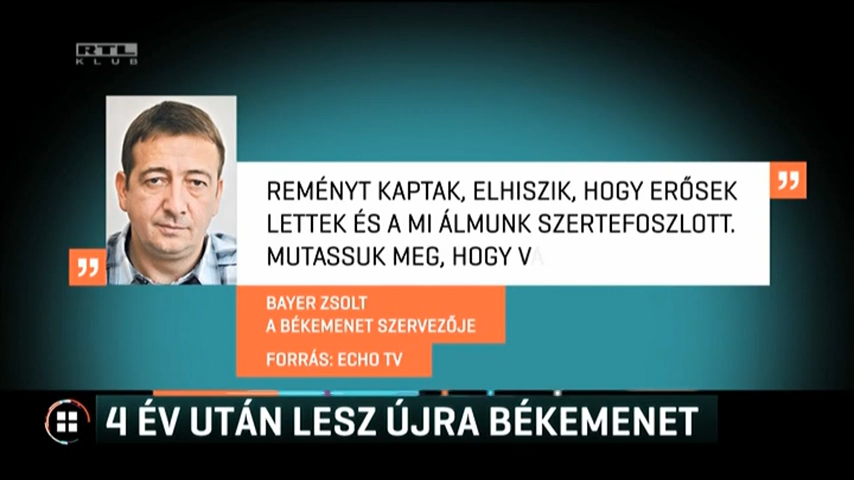 RTL
KLUB
REMÉNYT KAPTAK, ELHISZIK, HOGY ERŐSEK
LETTEK ÉS A MI ÁLMUNK SZERTEFOSZLOTT.
MUTASSUK MEG, HOGY VA
BAYER ZSOLT
A BÉKEMENET SZERVEZŐJE
FORRÁS: ECHO TV
4 ÉV UTÁN LESZ ÚJRA BÉKEMENET